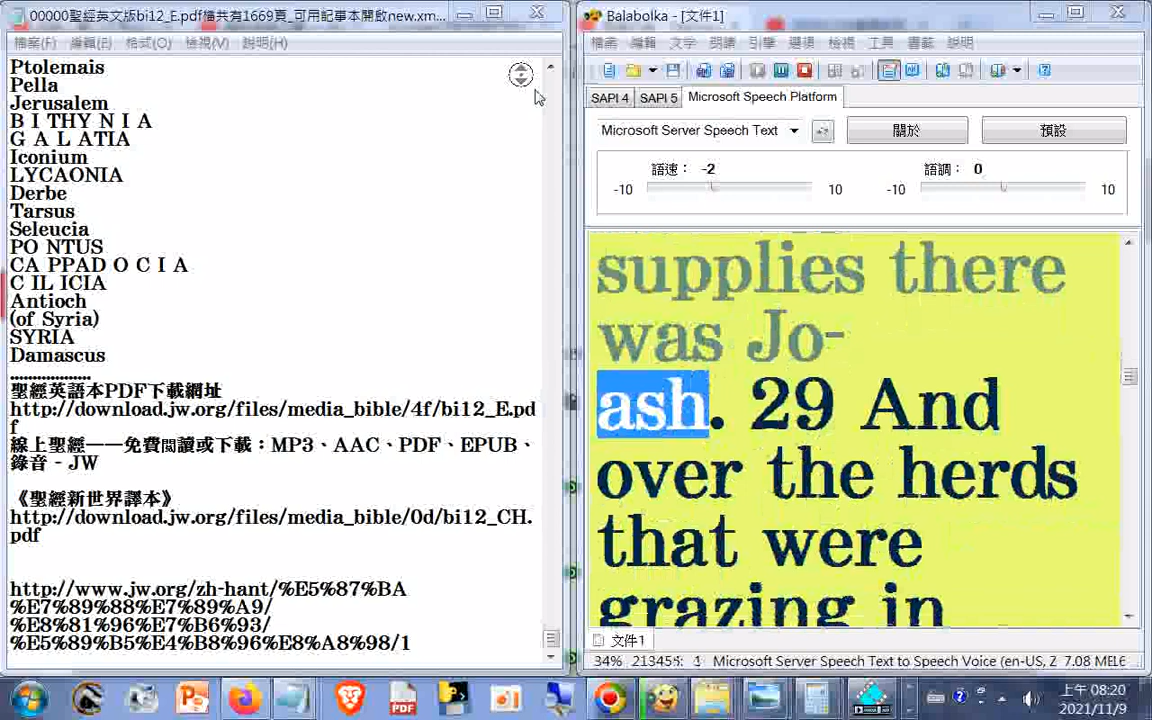 00000聖經英文版bi12_E.pdf檔共有1669頁_可用記事本開啟new.xm...
檔案(F) 編輯(E) 格式(O) 檢視(V) 說明(H)
Ptolemais
Pella
Jerusalem
B I THY N I A
G A L ATIA
Iconium
LYCAONIA
Derbe
Tarsus
Seleucia
PO NTUS
CA PPAD O C I A
C IL ICIA
Antioch
(of Syria)
SYRIA
Damascus
..................
聖經英語本PDF下載網址
http://download.jw.org/files/media_bible/4f/bi12_E.pd
f
線上聖經——免費閱讀或下載：MP3、AAC、PDF、EPUB、
錄音 - JW
《聖經新世界譯本》
http://download.jw.org/files/media_bible/0d/bi12_CH.
pdf
http://www.jw.org/zh-hant/%E5%87%BA
%E7%89%88%E7%89%A9/
%E8%81%96%E7%B6%93/
%E5%89%B5%E4%B8%96%E8%A8%98/1
Balabolka - [文件1]
檔案 編輯 文字 閱讀 引擎 選項 檢視 工具 書籤 說明
SAPI 4 SAPI 5 Microsoft Speech Platform
Microsoft Server Speech Text 關於 預設
語速： -2 語調： 0
-10 10 -10 10
supplies there
was Jo-
ash. 29 And
over the herds
that were
grazing in
文件1
34% 21345 : 1 Microsoft Server Speech Text to Speech Voice (en-US, Z 7.08 MEL6
PDF
上午 08:20
2021/11/9